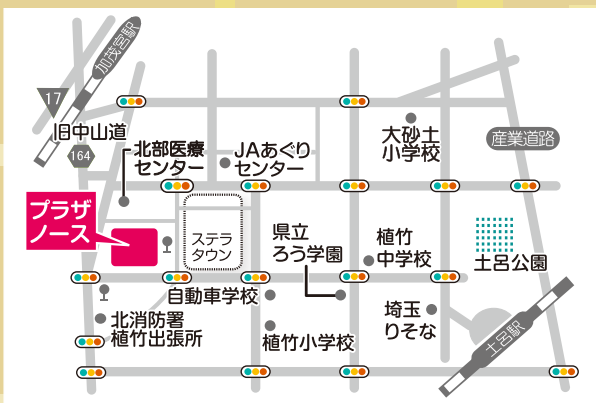 加茂宮駅
17
旧中山道
164
北部医療
センター
JAあぐり
センター
大砂土
小学校
産業道路
プラザ
ノース
ステラ
タウン
県立
ろう学園
植竹
中学校
土呂公園
自動車学校
北消防署
植竹出張所
植竹小学校
埼玉
りそな
土呂駅